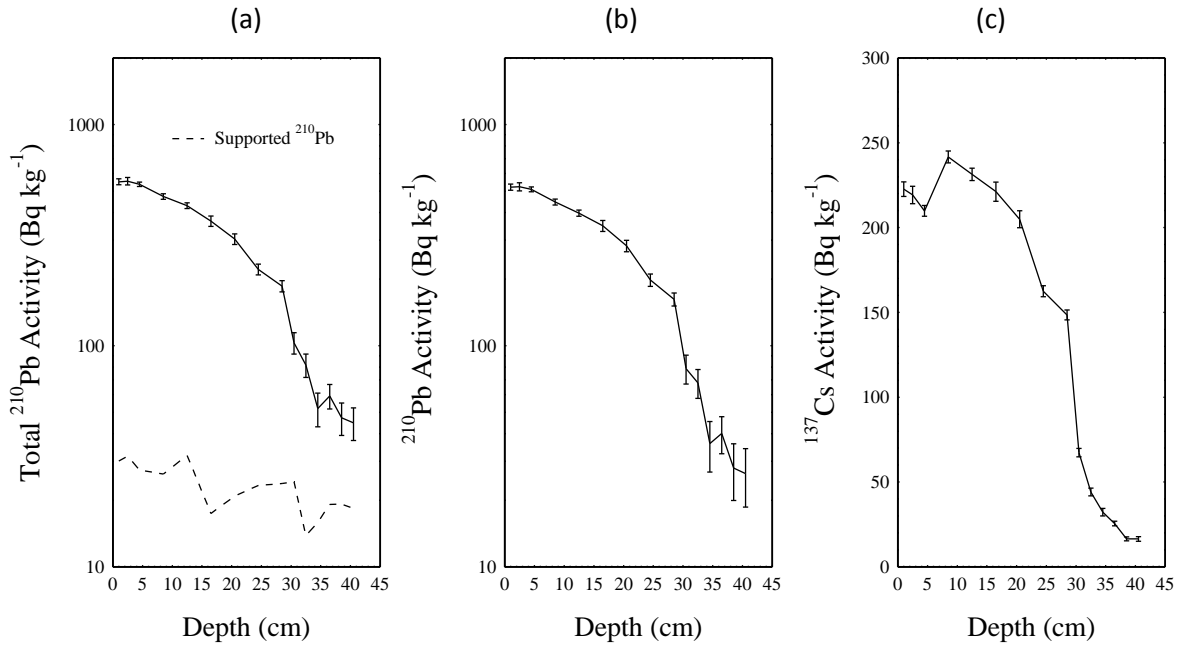 (a)
(b)
(c)
Total ²¹⁰Pb Activity (Bq kg⁻¹)
1000
100
10
Supported ²¹⁰Pb
0 5 10 15 20 25 30 35 40 45
Depth (cm)
²¹⁰Pb Activity (Bq kg⁻¹)
1000
100
10
0 5 10 15 20 25 30 35 40 45
Depth (cm)
¹³⁷Cs Activity (Bq kg⁻¹)
300
250
200
150
100
50
0
0 5 10 15 20 25 30 35 40 45
Depth (cm)